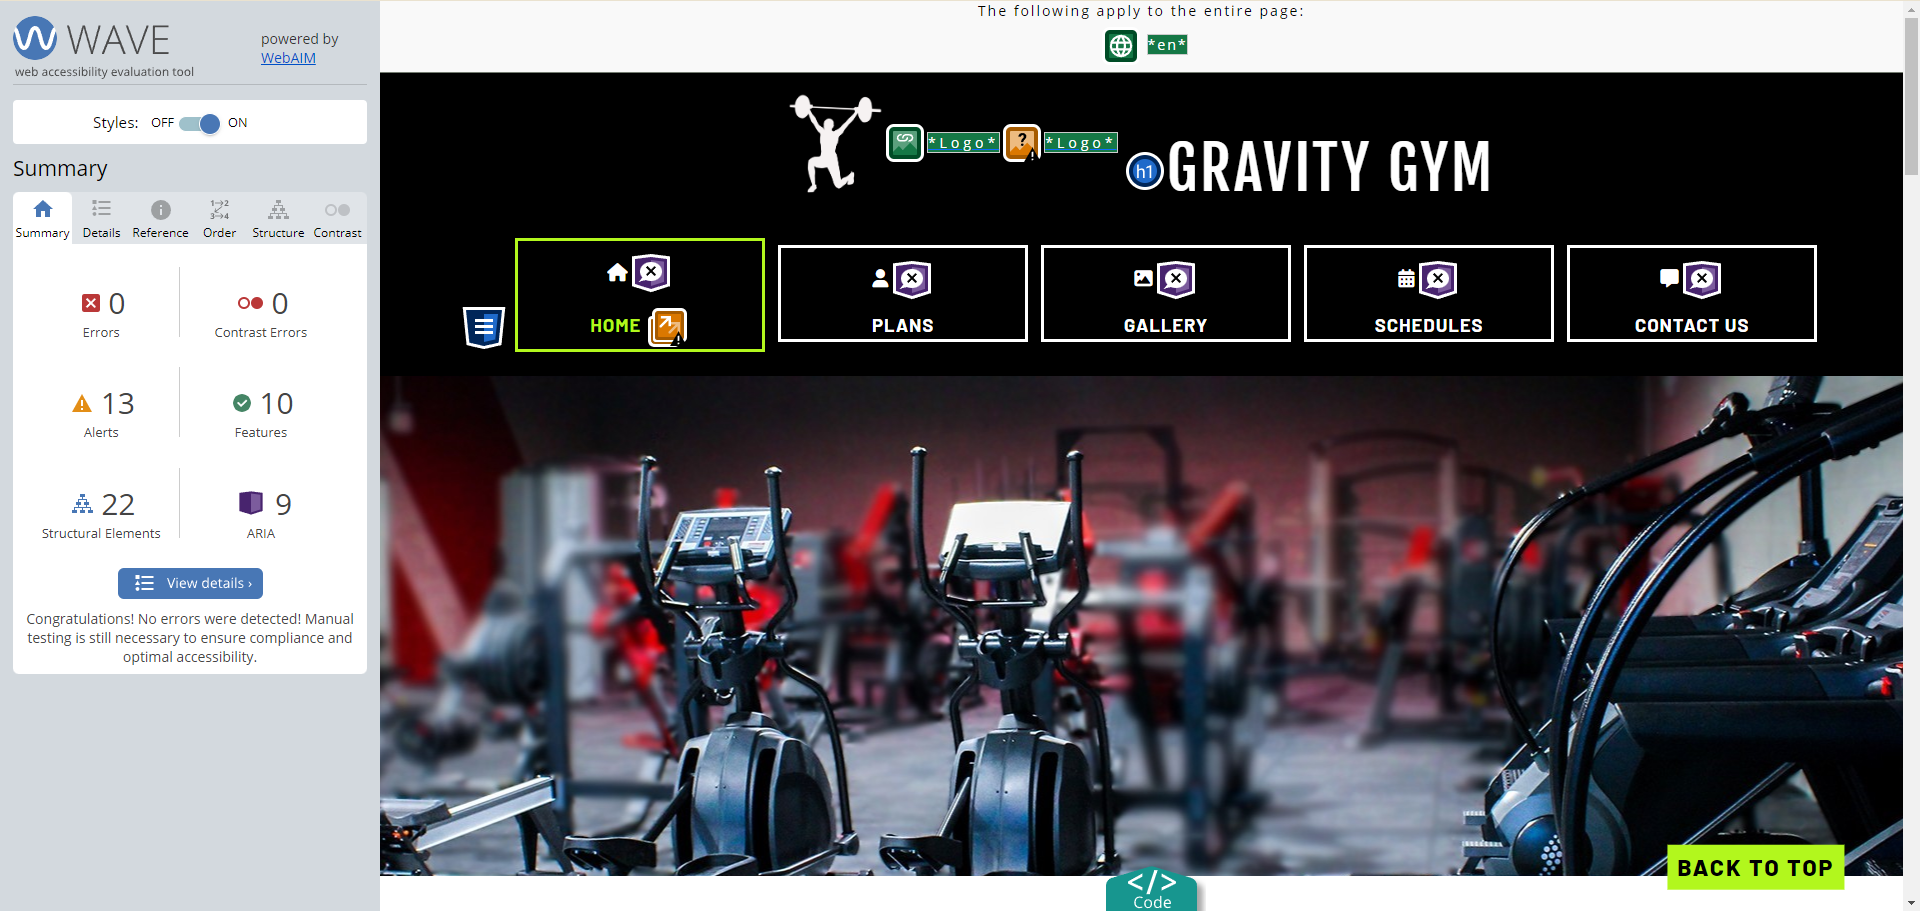 WAVE
powered by
WebAIM
web accessibility evaluation tool
Styles: OFF ON
Summary
Summary Details Reference Order Structure Contrast
0
Errors
0
Contrast Errors
13
Alerts
10
Features
22
Structural Elements
9
ARIA
View details ›
Congratulations! No errors were detected! Manual
testing is still necessary to ensure compliance and
optimal accessibility.
The following apply to the entire page:
*en*
*Logo* *Logo*
h1 GRAVITY GYM
HOME
PLANS
GALLERY
SCHEDULES
CONTACT US
BACK TO TOP
</>
Code